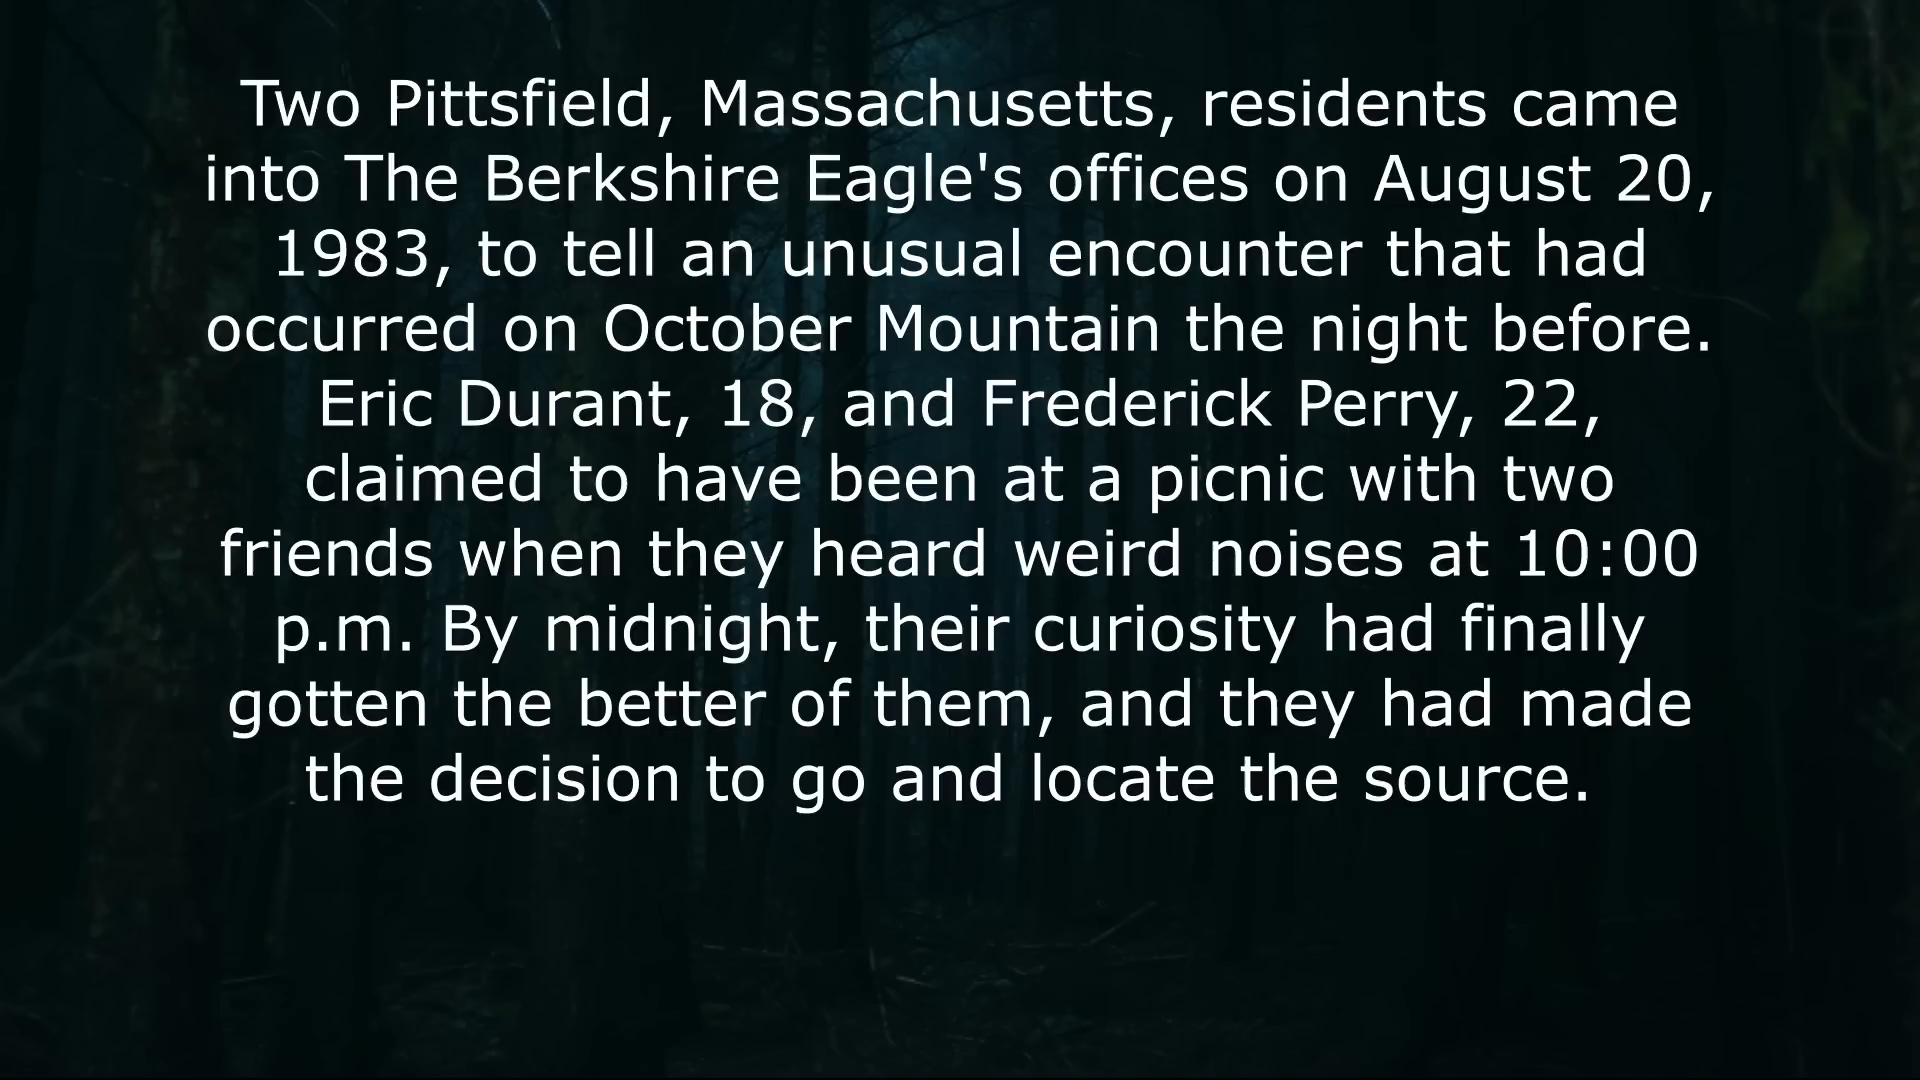 Two Pittsfield, Massachusetts, residents came
into The Berkshire Eagle's offices on August 20,
1983, to tell an unusual encounter that had
occurred on October Mountain the night before.
Eric Durant, 18, and Frederick Perry, 22,
claimed to have been at a picnic with two
friends when they heard weird noises at 10:00
p.m. By midnight, their curiosity had finally
gotten the better of them, and they had made
the decision to go and locate the source.